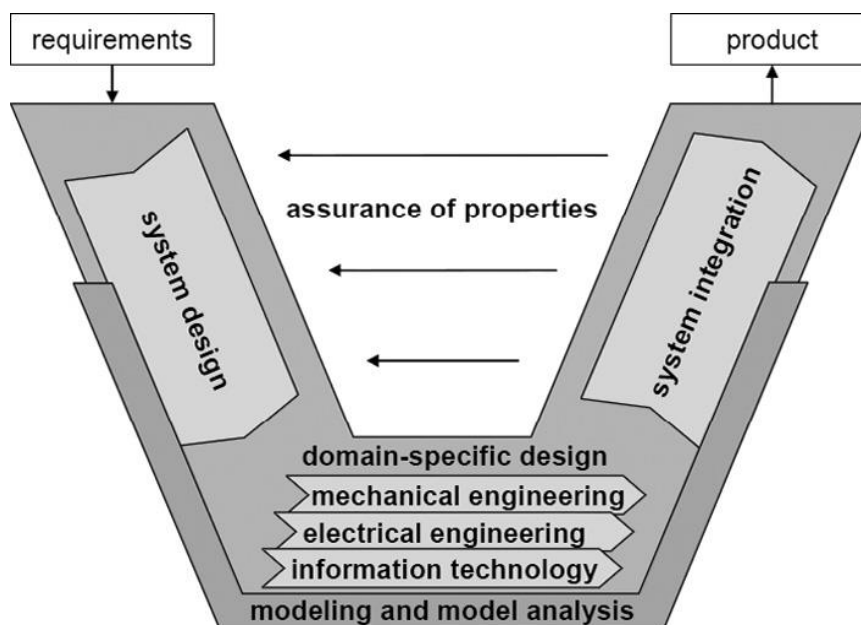 requirements
product
assurance of properties
system design
system integration
domain-specific design
mechanical engineering
electrical engineering
information technology
modeling and model analysis